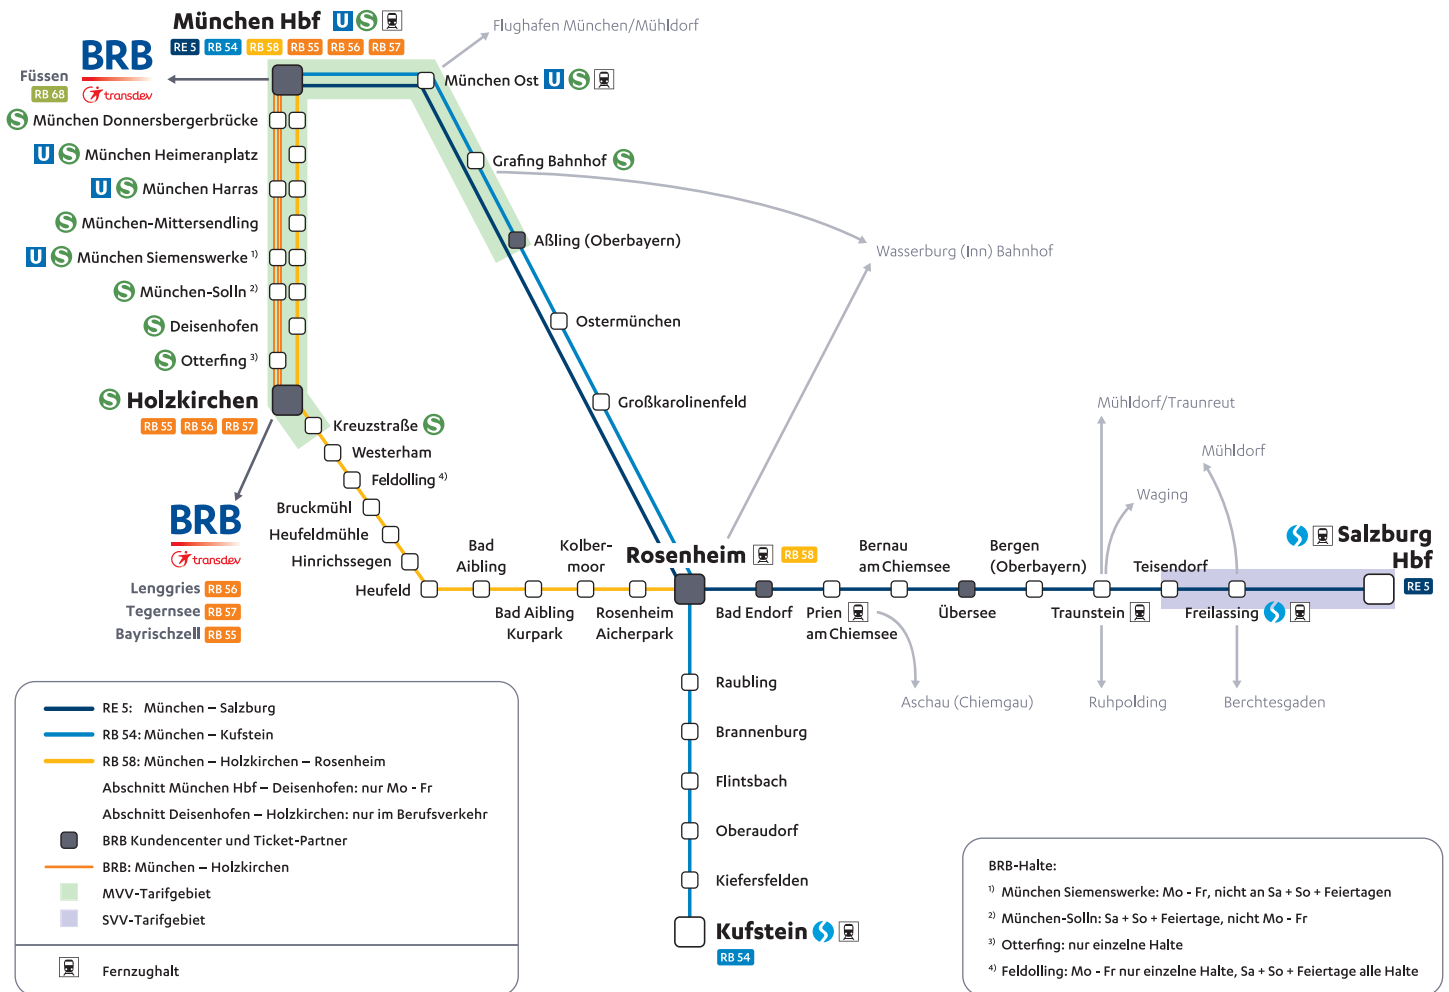 München Hbf U S
RE 5 RB 54 RB 58 RB 55 RB 56 RB 57
Flughafen München/Mühldorf
BRB
transdev
Füssen
RB 68
München Ost U S
S München Donnersbergerbrücke
U S München Heimeranplatz
U S München Harras
S München-Mittersendling
U S München Siemenswerke 1)
S München-Solln 2)
S Deisenhofen
S Otterfing 3)
S Holzkirchen
RB 55 RB 56 RB 57
Grafing Bahnhof S
Aßling (Oberbayern)
Wasserburg (Inn) Bahnhof
Ostermünchen
Großkarolinenfeld
Kreuzstraße S
Westerham
Feldolling 4)
Bruckmühl
Heufeldmühle
Hinrichssegen
Heufeld
BRB
transdev
Lenggries RB 56
Tegernsee RB 57
Bayrischzell RB 55
Bad
Aibling
Bad Aibling
Kurpark
Kolber-
moor
Rosenheim
Aicherpark
Rosenheim RB 58
Bad Endorf
Prien
am Chiemsee
Bernau
am Chiemsee
Übersee
Bergen
(Oberbayern)
Traunstein
Teisendorf
Freilassing S
S Salzburg
Hbf
RE 5
Mühldorf/Traunreut
Waging
Mühldorf
Aschau (Chiemgau)
Ruhpolding
Berchtesgaden
Raubling
Brannenburg
Flintsbach
Oberaudorf
Kiefersfelden
Kufstein S
RB 54
RE 5: München – Salzburg
RB 54: München – Kufstein
RB 58: München – Holzkirchen – Rosenheim
Abschnitt München Hbf – Deisenhofen: nur Mo - Fr
Abschnitt Deisenhofen – Holzkirchen: nur im Berufsverkehr
BRB Kundencenter und Ticket-Partner
BRB: München – Holzkirchen
MVV-Tarifgebiet
SVV-Tarifgebiet
Fernzughalt
BRB-Halte:
1) München Siemenswerke: Mo - Fr, nicht an Sa + So + Feiertagen
2) München-Solln: Sa + So + Feiertage, nicht Mo - Fr
3) Otterfing: nur einzelne Halte
4) Feldolling: Mo - Fr nur einzelne Halte, Sa + So + Feiertage alle Halte